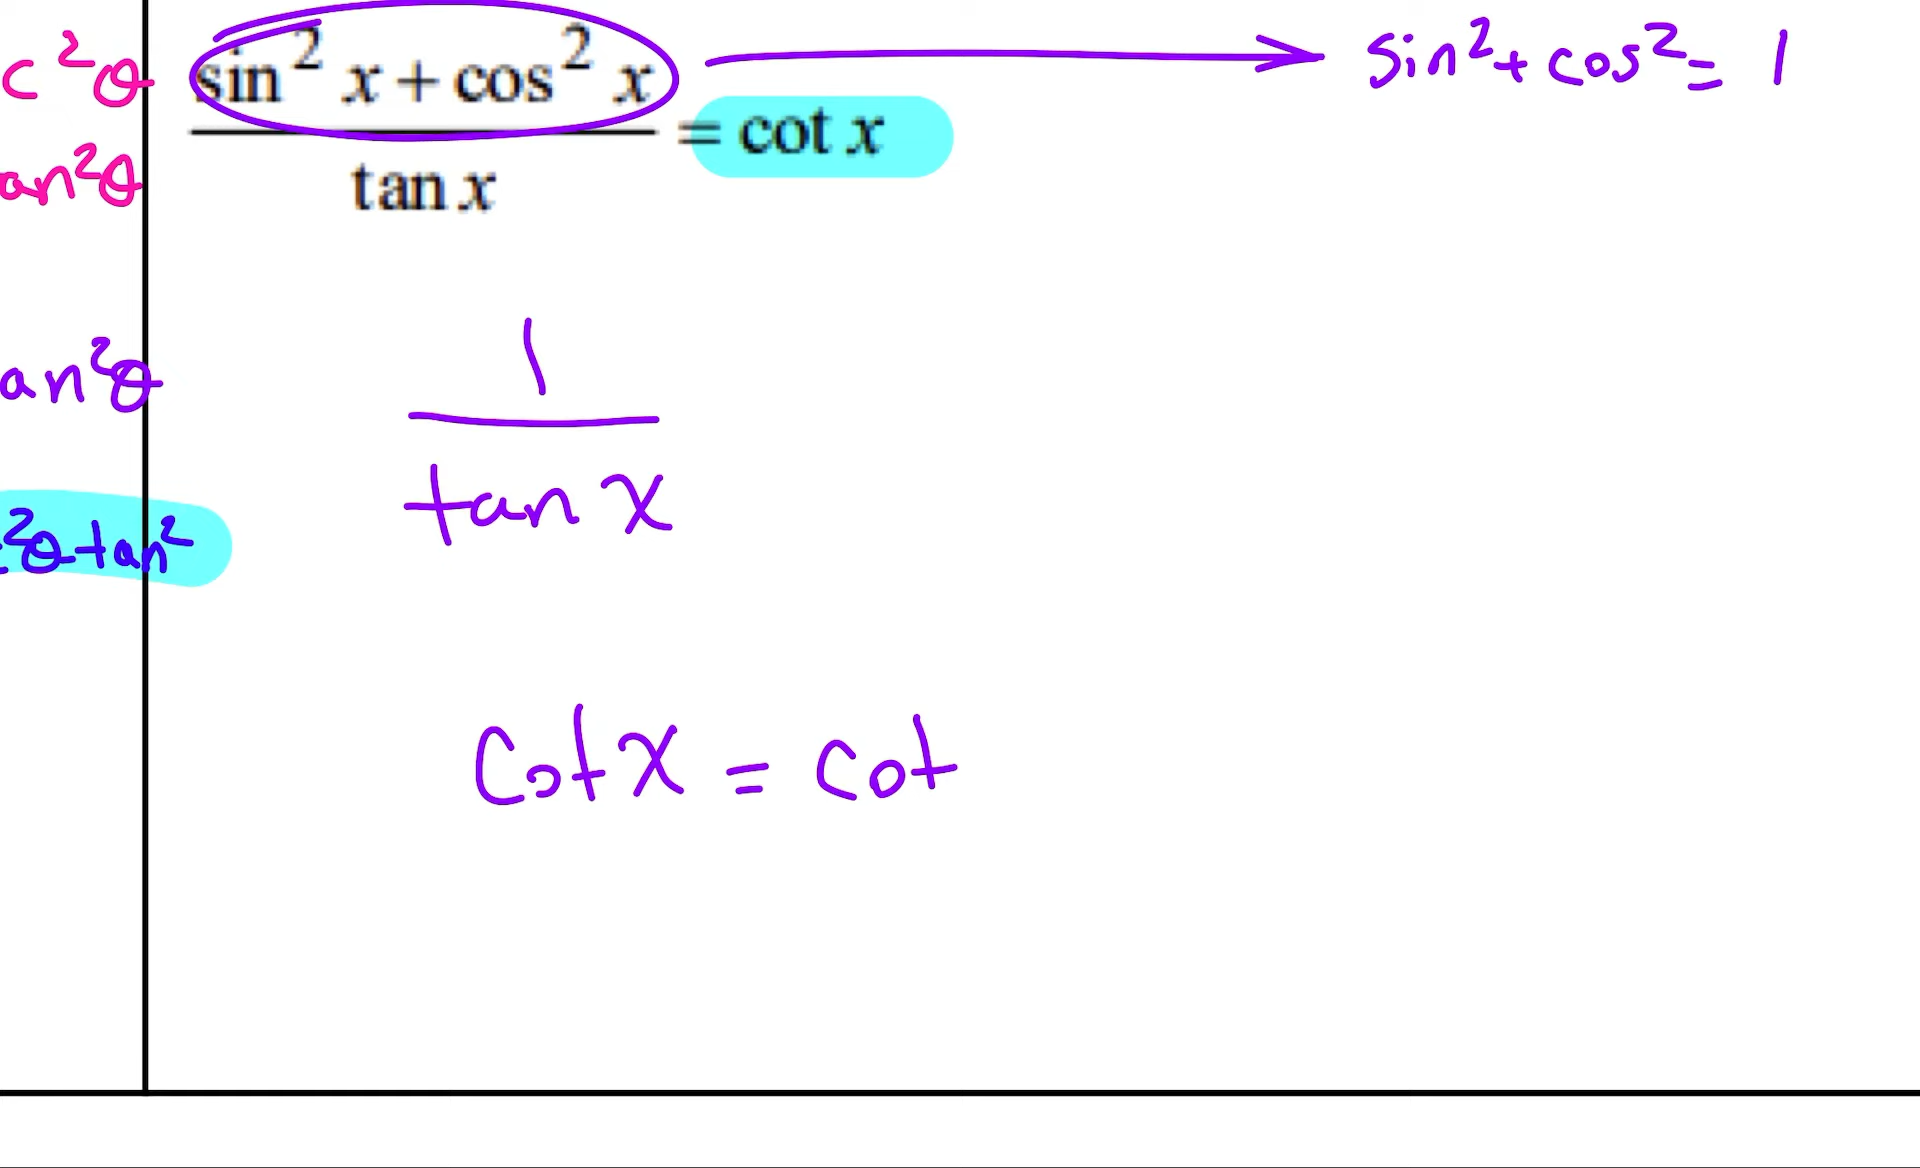 c²θ
an²θ
an²θ
²θ tan²
sin² x + cos² x
tan x
= cot x
sin² + cos² = 1
1
tan x
Cot x = cot